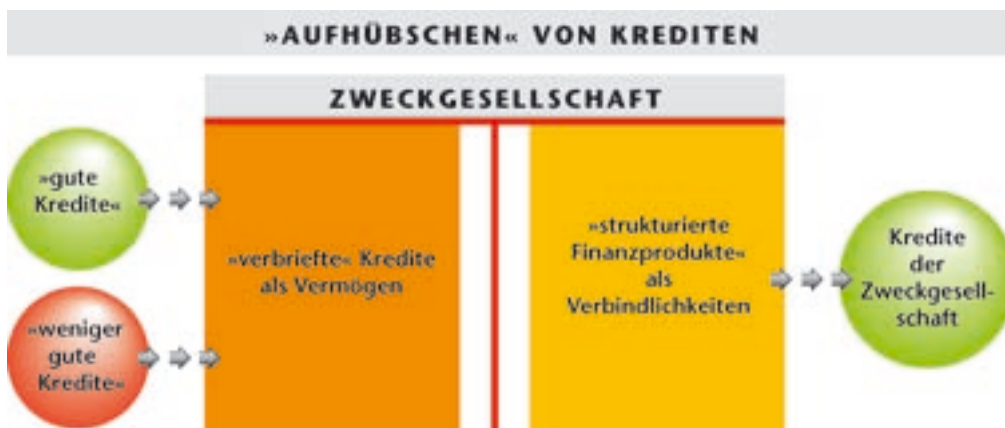 »AUFHÜBSCHEN« VON KREDITEN
ZWECKGESELLSCHAFT
»gute
Kredite«
»weniger
gute
Kredite«
»verbriefte« Kredite
als Vermögen
»strukturierte
Finanzprodukte«
als
Verbindlichkeiten
Kredite
der
Zweckgesell-
schaft